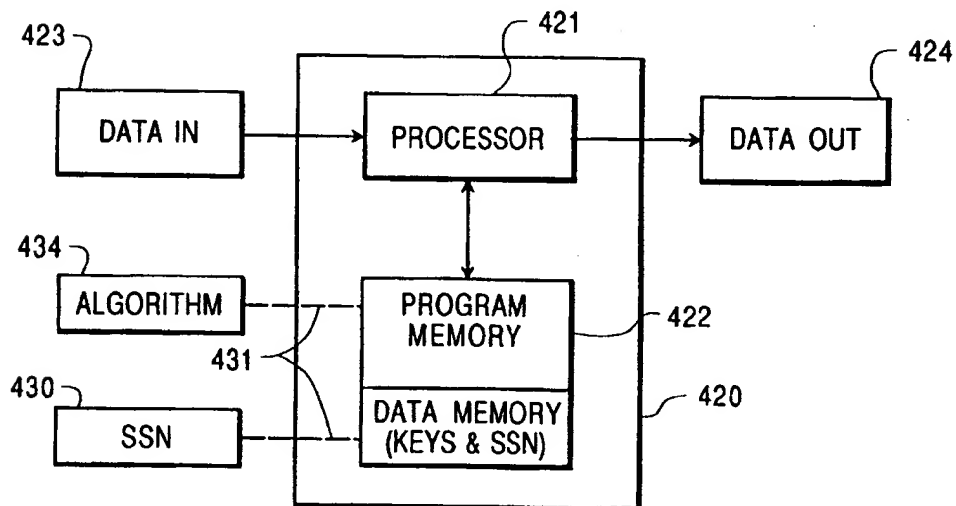 423
421
424
DATA IN
PROCESSOR
DATA OUT
434
ALGORITHM
PROGRAM
MEMORY
422
431
430
SSN
DATA MEMORY
(KEYS & SSN)
420